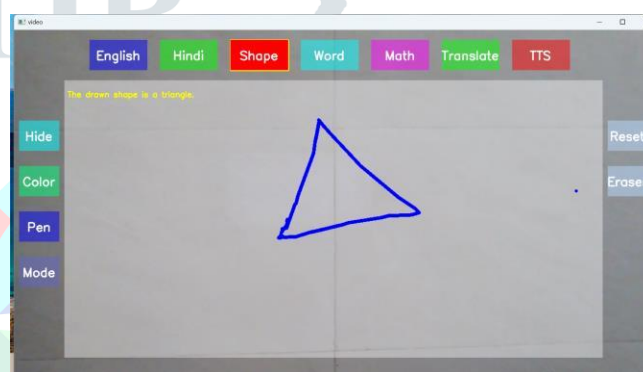 video
English Hindi Shape Word Math Translate TTS
The drawn shape is a triangle.
Hide
Reset
Color
Erase
Pen
Mode